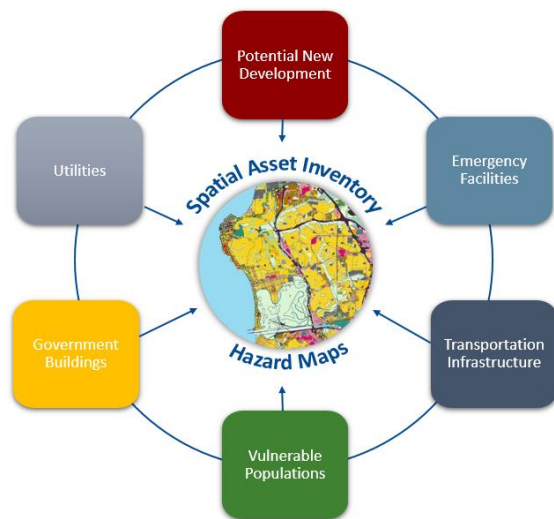 Potential New
Development
Utilities
Emergency
Facilities
Spatial Asset Inventory
Hazard Maps
Government
Buildings
Transportation
Infrastructure
Vulnerable
Populations